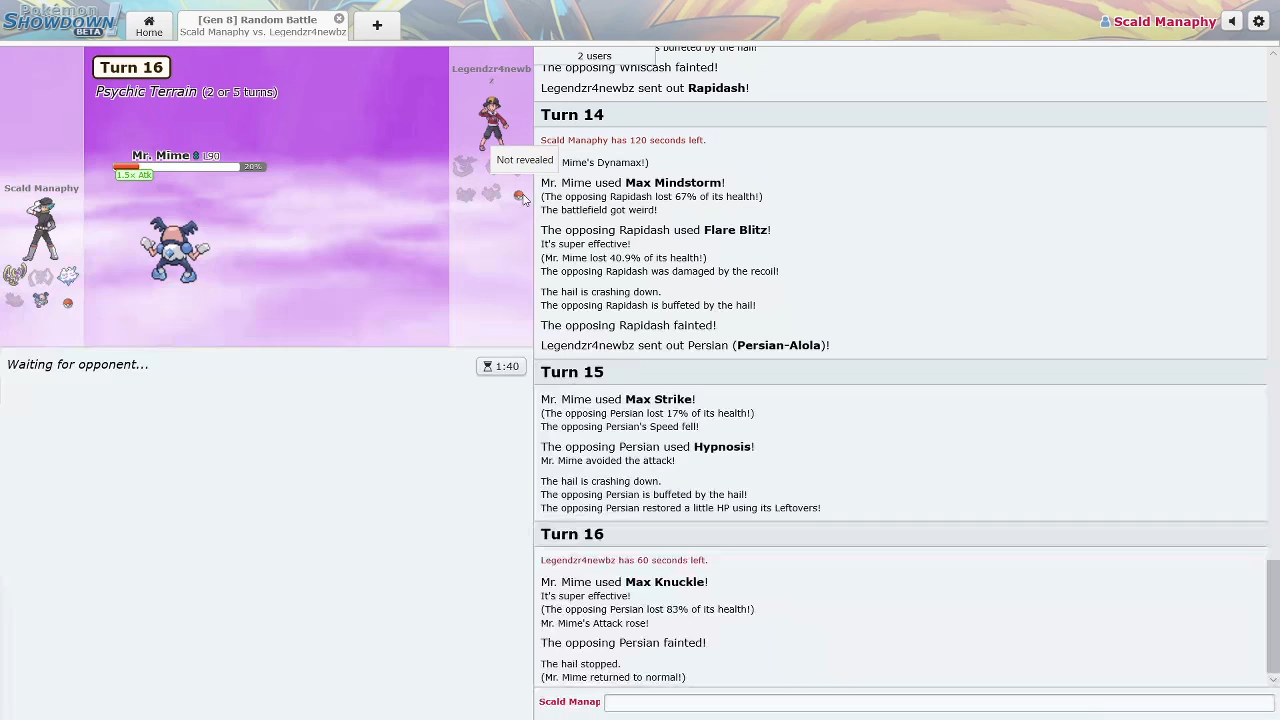 Pokémon
Showdown
BETA
Home
[Gen 8] Random Battle
Scald Manaphy vs. Legendzr4newbz
+
Scald Manaphy
Turn 16
Psychic Terrain (2 or 5 turns)
Legendzr4newb
z
Not revealed
Mr. Mime L90
20%
1.5× Atk
Scald Manaphy
Waiting for opponent...
1:40
2 users
s buffeted by the hail!
The opposing Whiscash fainted!
Legendzr4newbz sent out Rapidash!
Turn 14
Scald Manaphy has 120 seconds left.
Mime's Dynamax!)
Mr. Mime used Max Mindstorm!
(The opposing Rapidash lost 67% of its health!)
The battlefield got weird!
The opposing Rapidash used Flare Blitz!
It's super effective!
(Mr. Mime lost 40.9% of its health!)
The opposing Rapidash was damaged by the recoil!
The hail is crashing down.
The opposing Rapidash is buffeted by the hail!
The opposing Rapidash fainted!
Legendzr4newbz sent out Persian (Persian-Alola)!
Turn 15
Mr. Mime used Max Strike!
(The opposing Persian lost 17% of its health!)
The opposing Persian's Speed fell!
The opposing Persian used Hypnosis!
Mr. Mime avoided the attack!
The hail is crashing down.
The opposing Persian is buffeted by the hail!
The opposing Persian restored a little HP using its Leftovers!
Turn 16
Legendzr4newbz has 60 seconds left.
Mr. Mime used Max Knuckle!
It's super effective!
(The opposing Persian lost 83% of its health!)
Mr. Mime's Attack rose!
The opposing Persian fainted!
The hail stopped.
(Mr. Mime returned to normal!)
Scald Manap